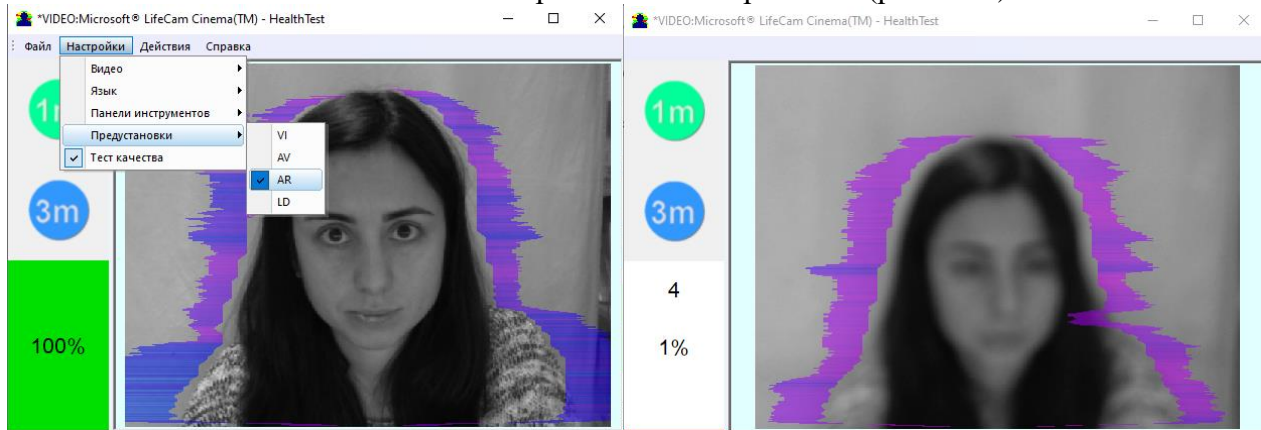 *VIDEO:Microsoft® LifeCam Cinema(TM) - HealthTest
Файл Настройки Действия Справка
Видео
Язык
Панели инструментов
Предустановки
Тест качества
VI
AV
AR
LD
3m
100%
*VIDEO:Microsoft® LifeCam Cinema(TM) - HealthTest
1m
3m
4
1%